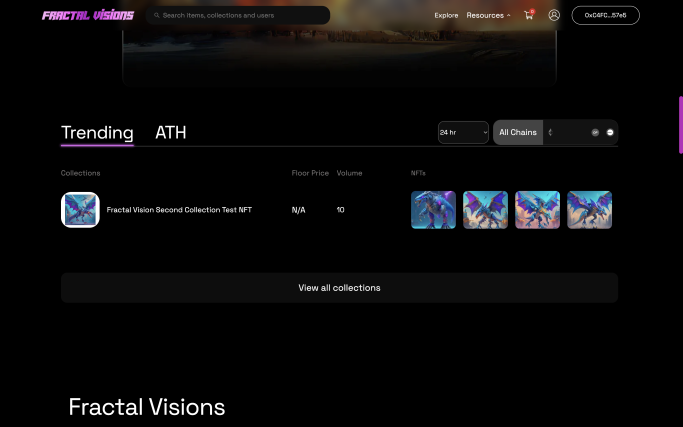 FRACTAL VISIONS
Search items, collections and users
Explore
Resources
0
0xC4FC...57e5
Trending
ATH
24 hr
All Chains
Collections
Floor Price
Volume
NFTs
Fractal Vision Second Collection Test NFT
N/A
10
View all collections
Fractal Visions